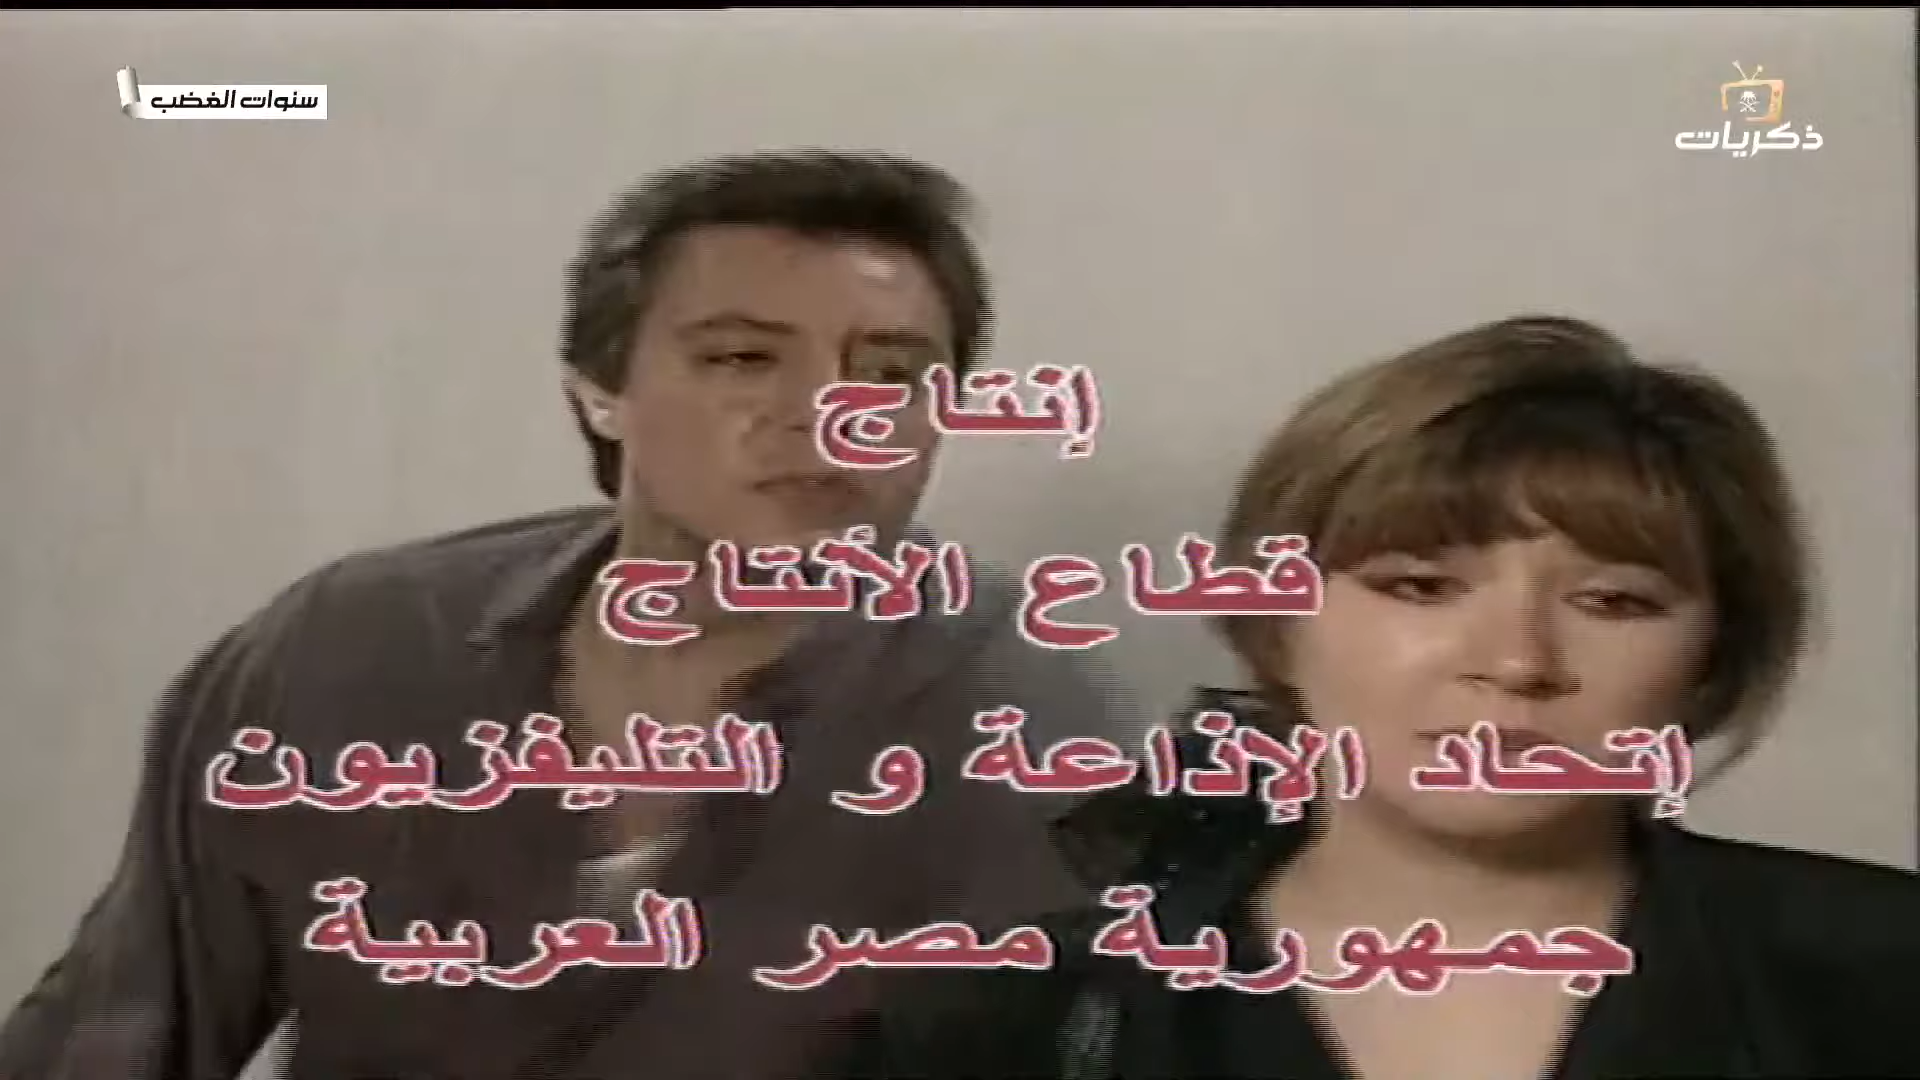 سنوات الغضب
ذكريات
إنتاج
قطاع الأنتاج
إتحاد الإذاعة و التليفزيون
جمهورية مصر العربية